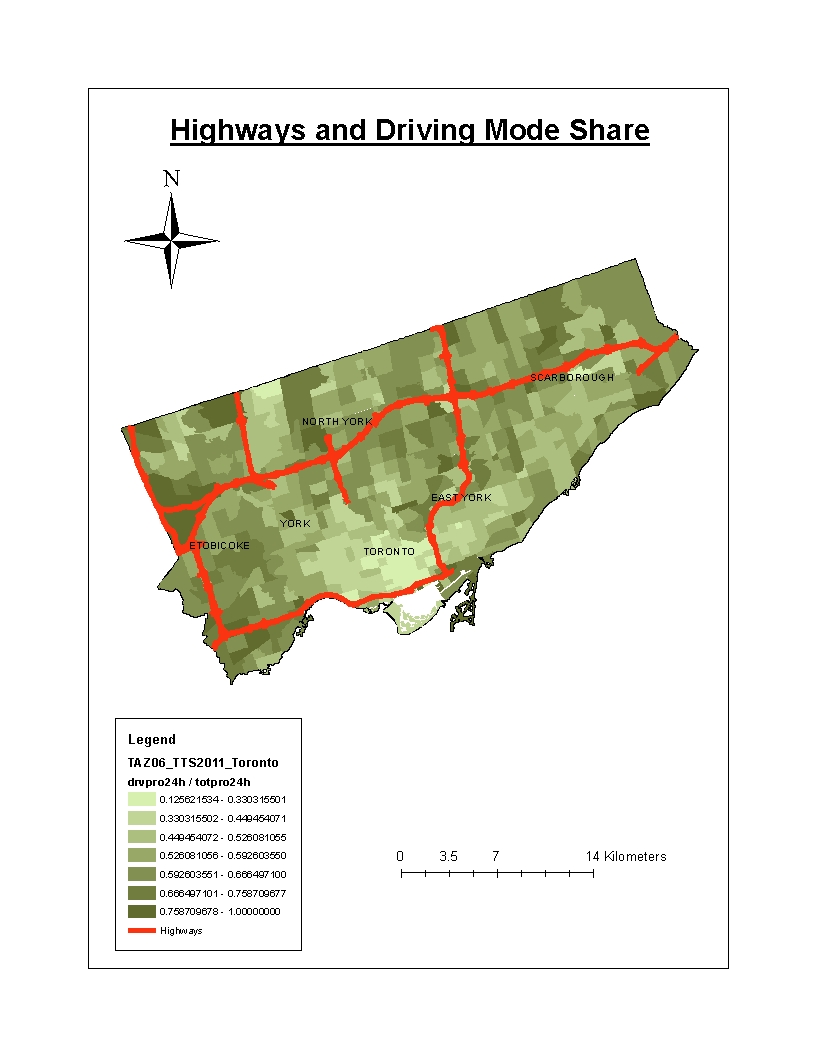 Highways and Driving Mode Share
N
SCARBOROUGH
NORTH YORK
EAST YORK
YORK
ETOBICOKE
TORONTO
Legend
TAZ06_TTS2011_Toronto
drvpro24h / totpro24h
0.125621534 - 0.330315501
0.330315502 - 0.449454071
0.449454072 - 0.526081055
0.526081056 - 0.592603550
0.592603551 - 0.666497100
0.666497101 - 0.758709677
0.758709678 - 1.00000000
Highways
0 3.5 7 14 Kilometers